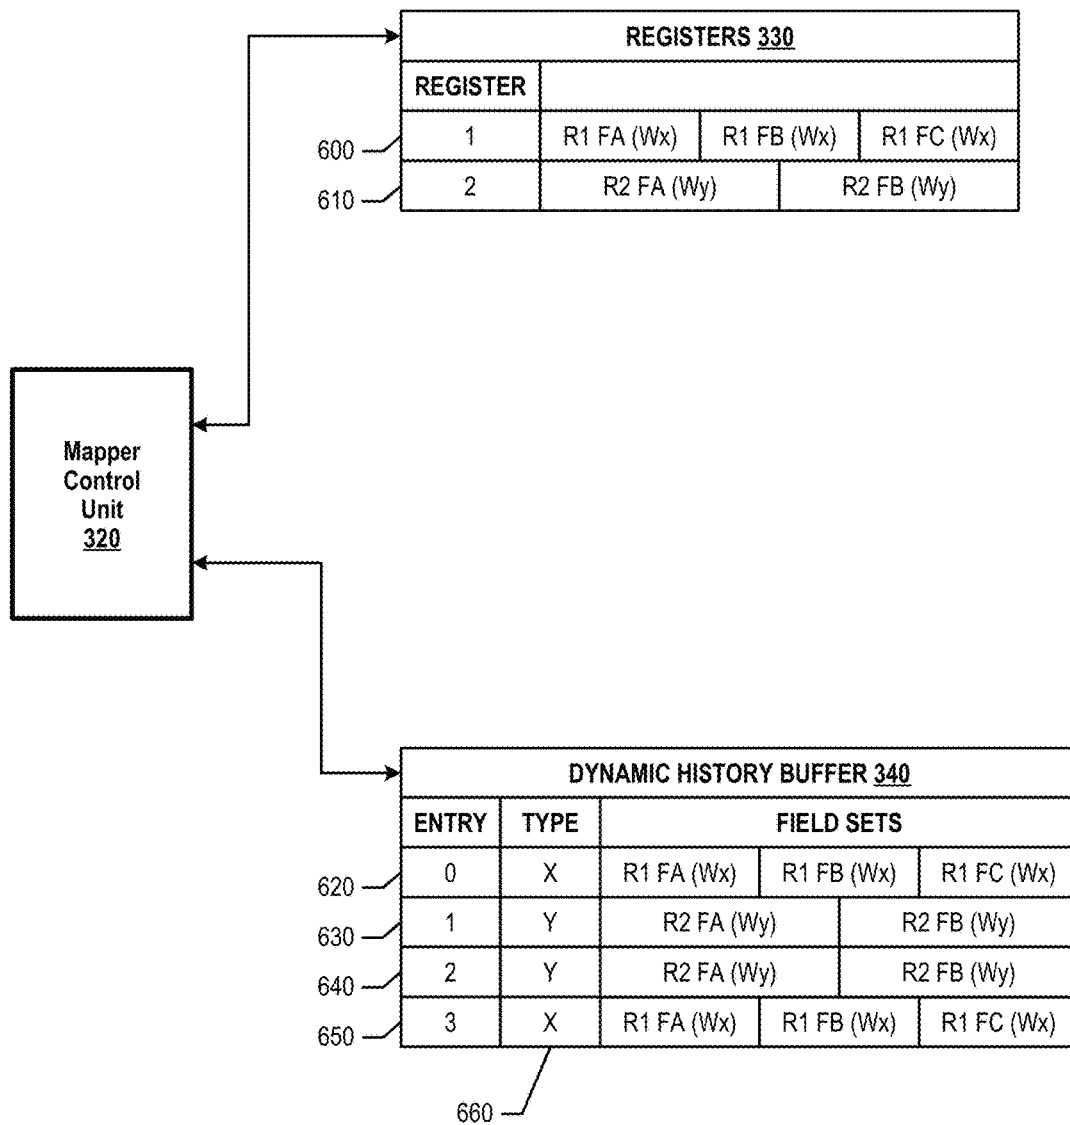 REGISTERS 330
REGISTER
600 1 R1 FA (Wx) R1 FB (Wx) R1 FC (Wx)
610 2 R2 FA (Wy) R2 FB (Wy)
Mapper
Control
Unit
320
DYNAMIC HISTORY BUFFER 340
ENTRY TYPE FIELD SETS
620 0 X R1 FA (Wx) R1 FB (Wx) R1 FC (Wx)
630 1 Y R2 FA (Wy) R2 FB (Wy)
640 2 Y R2 FA (Wy) R2 FB (Wy)
650 3 X R1 FA (Wx) R1 FB (Wx) R1 FC (Wx)
660